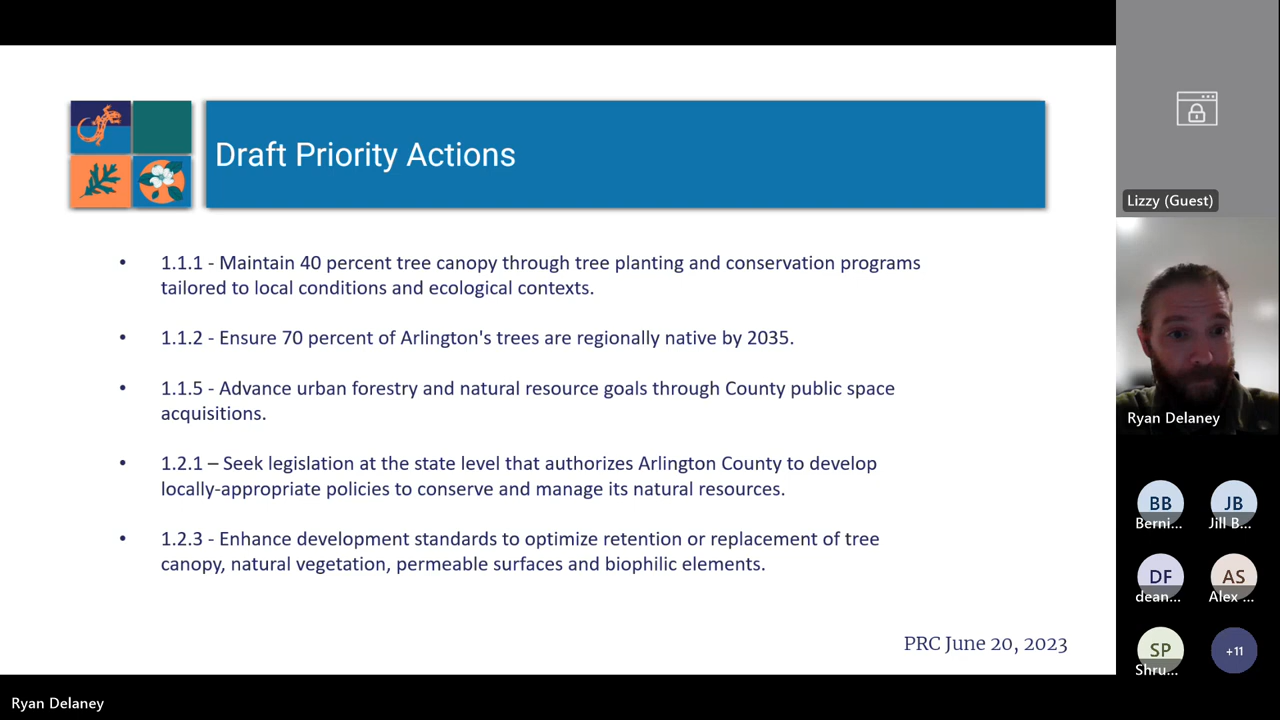 Draft Priority Actions
• 1.1.1 - Maintain 40 percent tree canopy through tree planting and conservation programs
tailored to local conditions and ecological contexts.
• 1.1.2 - Ensure 70 percent of Arlington's trees are regionally native by 2035.
• 1.1.5 - Advance urban forestry and natural resource goals through County public space
acquisitions.
• 1.2.1 – Seek legislation at the state level that authorizes Arlington County to develop
locally-appropriate policies to conserve and manage its natural resources.
• 1.2.3 - Enhance development standards to optimize retention or replacement of tree
canopy, natural vegetation, permeable surfaces and biophilic elements.
PRC June 20, 2023
Ryan Delaney
Lizzy (Guest)
Ryan Delaney
BB
JB
Berni...
Jill B...
DF
AS
dean...
Alex ...
SP
+11
Shru...